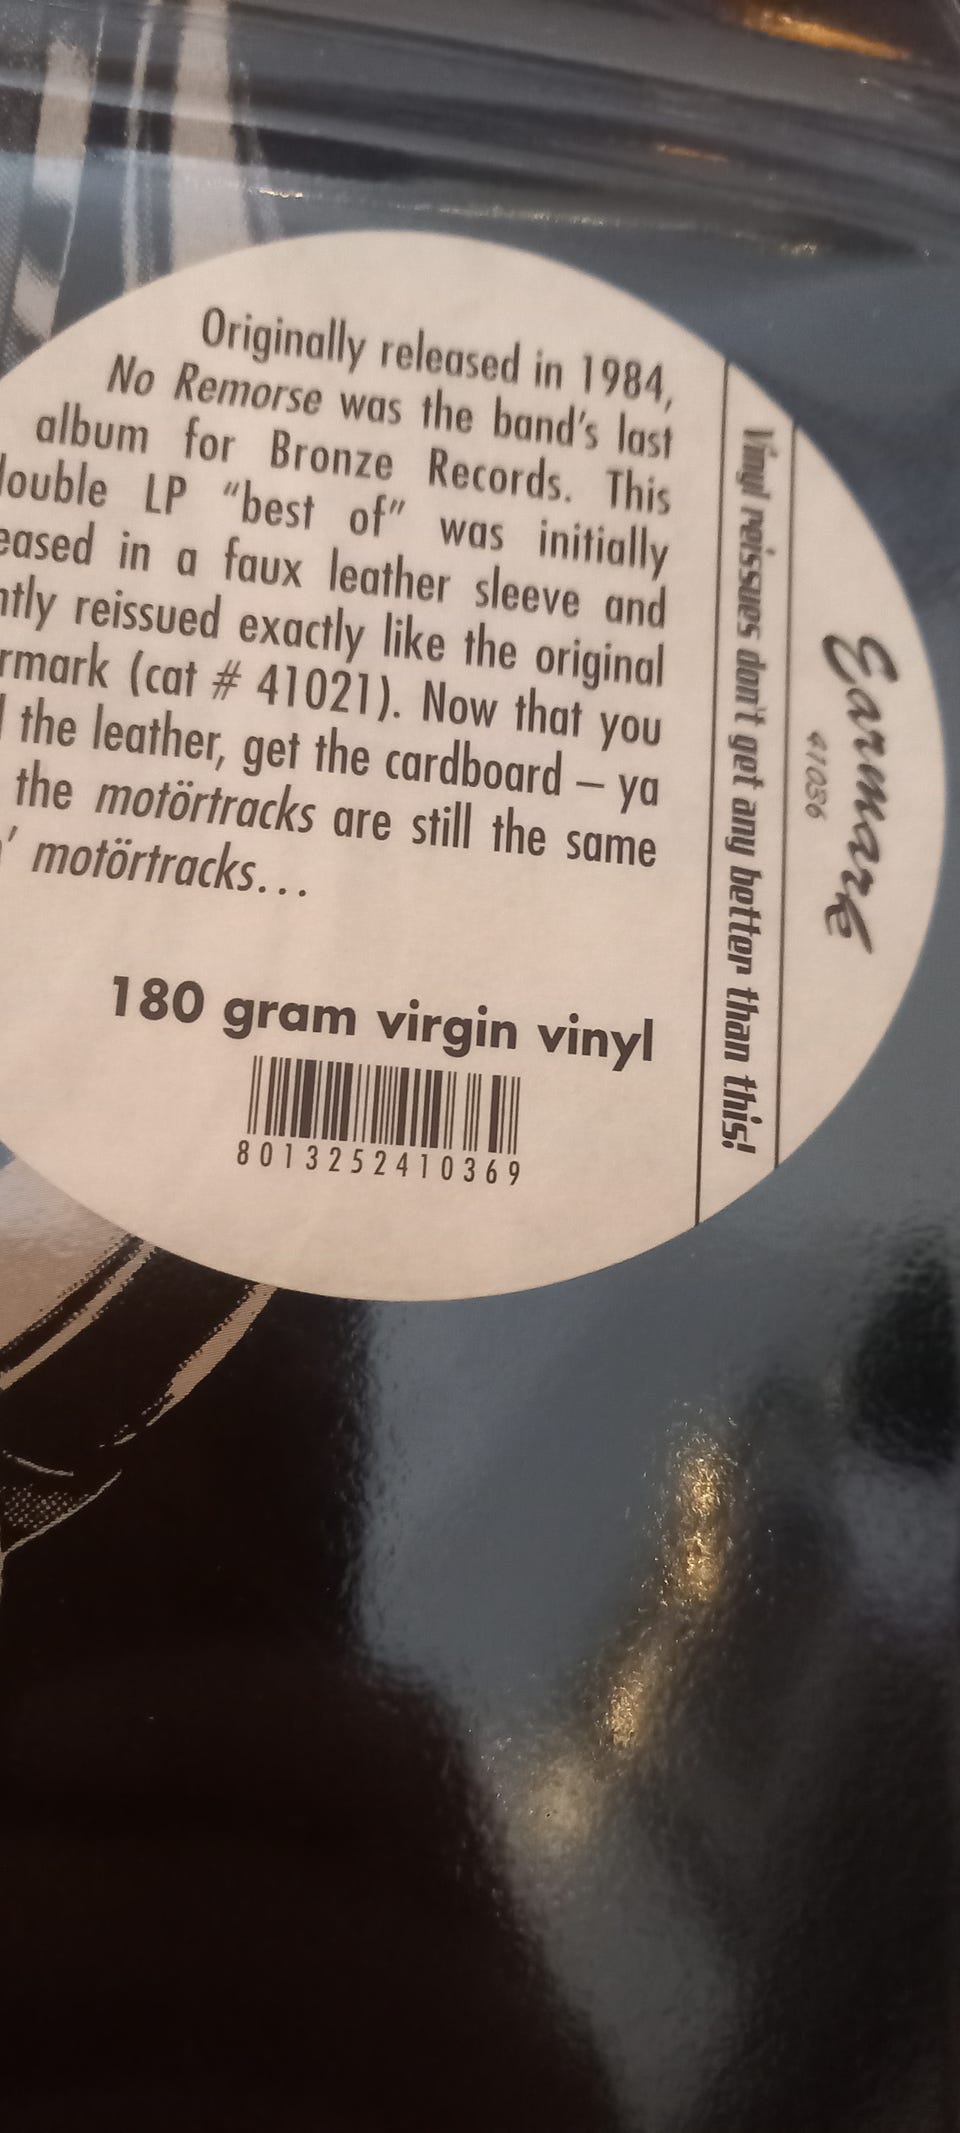 Originally released in 1984,
No Remorse was the band's last
album for Bronze Records. This
louble LP “best of” was initially
eased in a faux leather sleeve and
ntly reissued exactly like the original
rmark (cat # 41021). Now that you
the leather, get the cardboard – ya
the motörtracks are still the same
' motörtracks...
180 gram virgin vinyl
8013252410369
Vinyl reissues don't get any better than this!
Earmark
41036